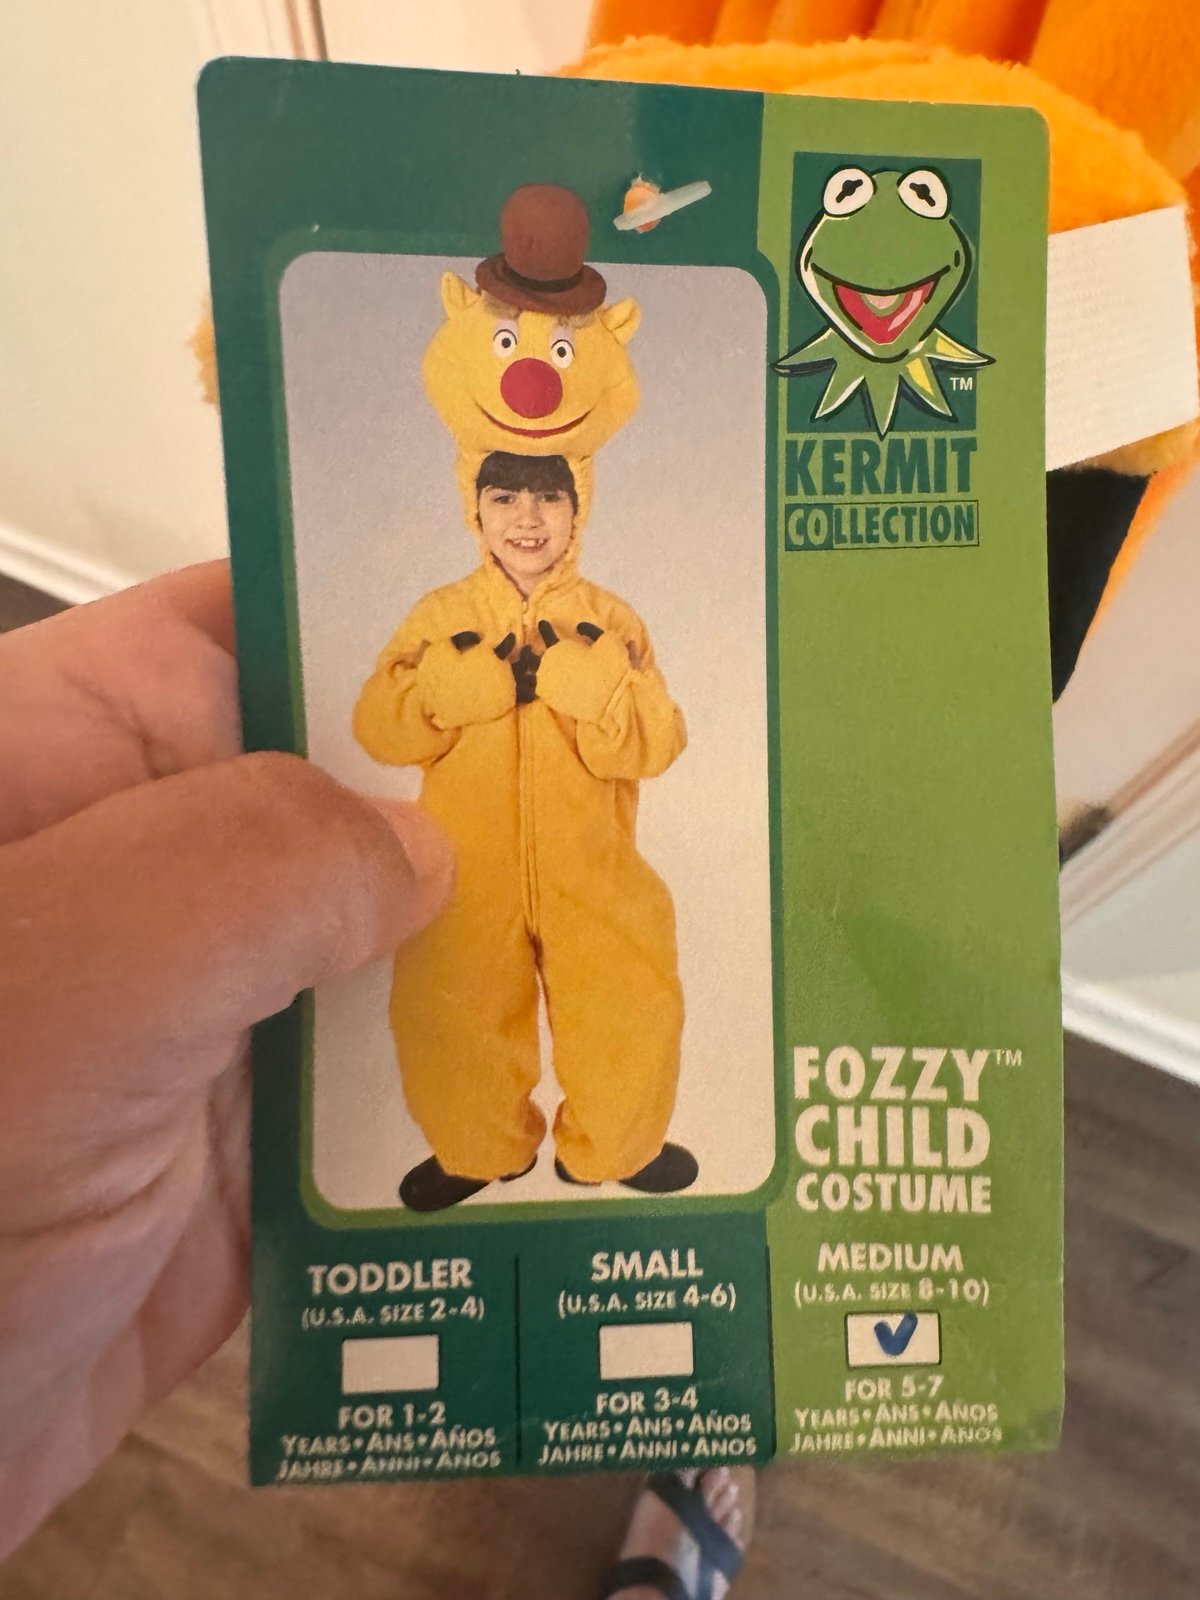 TM
KERMIT
COLLECTION
FOZZY™
CHILD
COSTUME
TODDLER
(U.S.A. SIZE 2-4)
FOR 1-2
YEARS•ANS•AÑOS
JAHRE•ANNI•ANOS
SMALL
(U.S.A. SIZE 4-6)
FOR 3-4
YEARS•ANS•AÑOS
JAHRE•ANNI•ANOS
MEDIUM
(U.S.A. SIZE 8-10)
FOR 5-7
YEARS•ANS•AÑOS
JAHRE•ANNI•ANOS